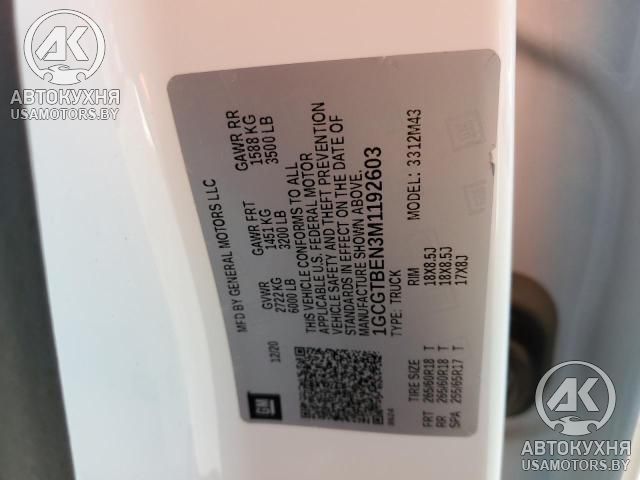 MFD BY GENERAL MOTORS LLC
12/20
GVWR
2722 KG
6000 LB
GAWR FRT
1451 KG
3200 LB
GAWR RR
1588 KG
3500 LB
THIS VEHICLE CONFORMS TO ALL
APPLICABLE U.S. FEDERAL MOTOR
VEHICLE SAFETY AND THEFT PREVENTION
STANDARDS IN EFFECT ON THE DATE OF
MANUFACTURE SHOWN ABOVE.
1GCGTBEN3M1192603
TYPE: TRUCK
MODEL: 3312M43
TIRE SIZE RIM
FRT 265/60R18 T 18X8.5J
RR 265/60R18 T 18X8.5J
SPA 255/65R17 T 17X8J
GM
AK
АВТОКУХНЯ
USAMOTORS.BY
AK
АВТОКУХНЯ
USAMOTORS.BY